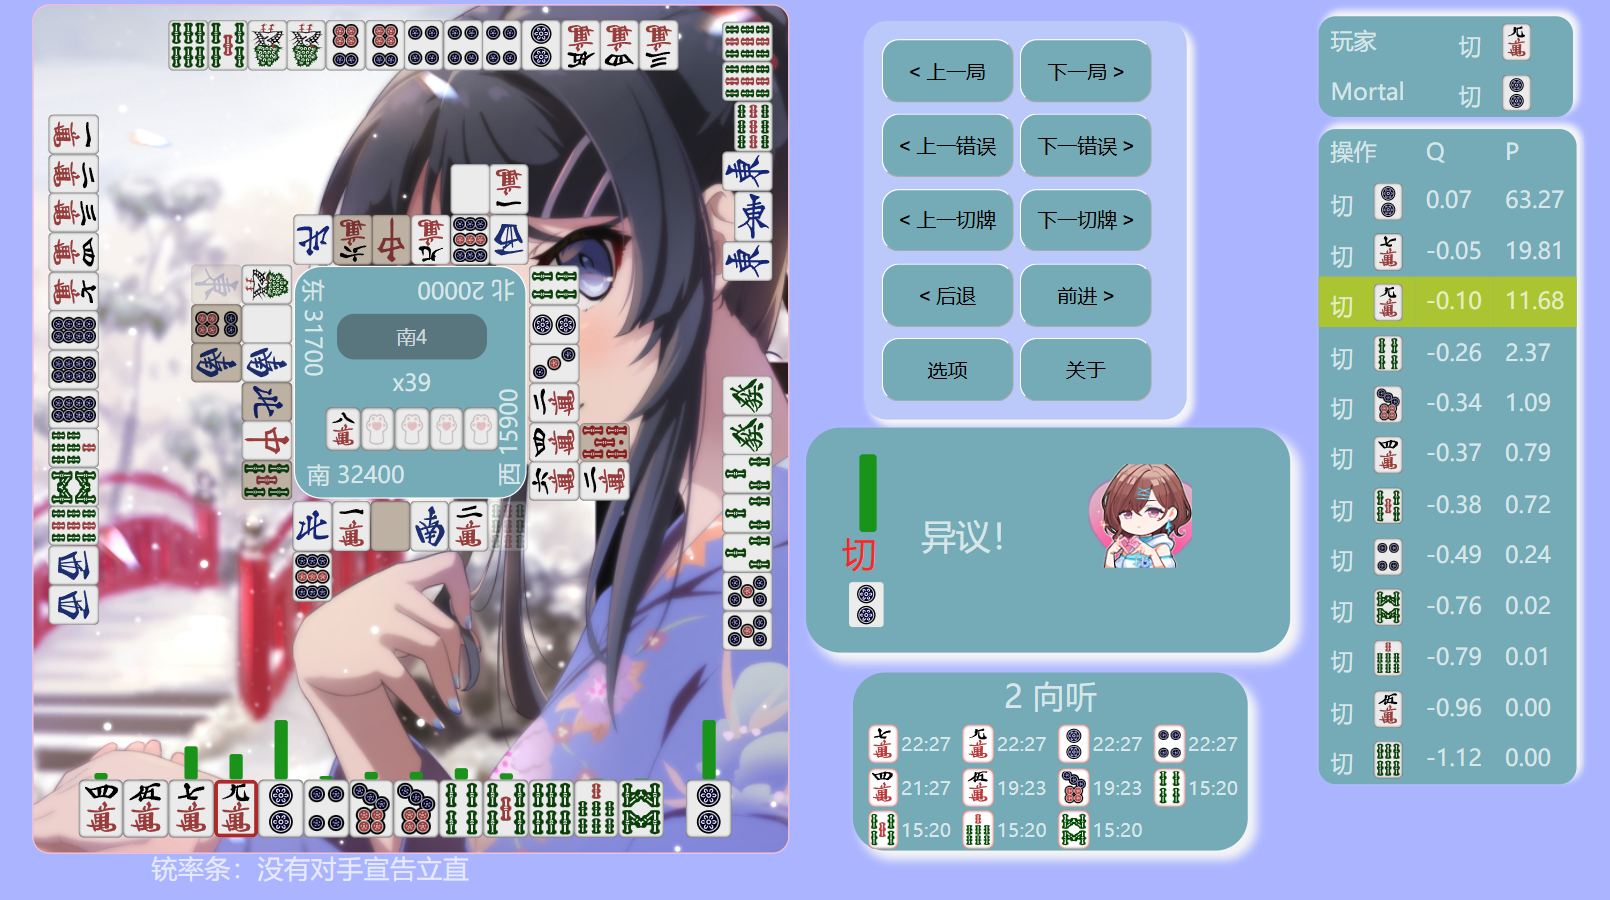 < 上一局
下一局 >
< 上一错误
下一错误 >
< 上一切牌
下一切牌 >
< 后退
前进 >
选项
关于
东 31700
北 20000
南4
x39
西 15900
南 32400
铳率条：没有对手宣告立直
切
异议！
2 向听
22:27
22:27
22:27
22:27
21:27
19:23
19:23
15:20
15:20
15:20
15:20
玩家 切
Mortal 切
操作 Q P
切 0.07 63.27
切 -0.05 19.81
切 -0.10 11.68
切 -0.26 2.37
切 -0.34 1.09
切 -0.37 0.79
切 -0.38 0.72
切 -0.49 0.24
切 -0.76 0.02
切 -0.79 0.01
切 -0.96 0.00
切 -1.12 0.00